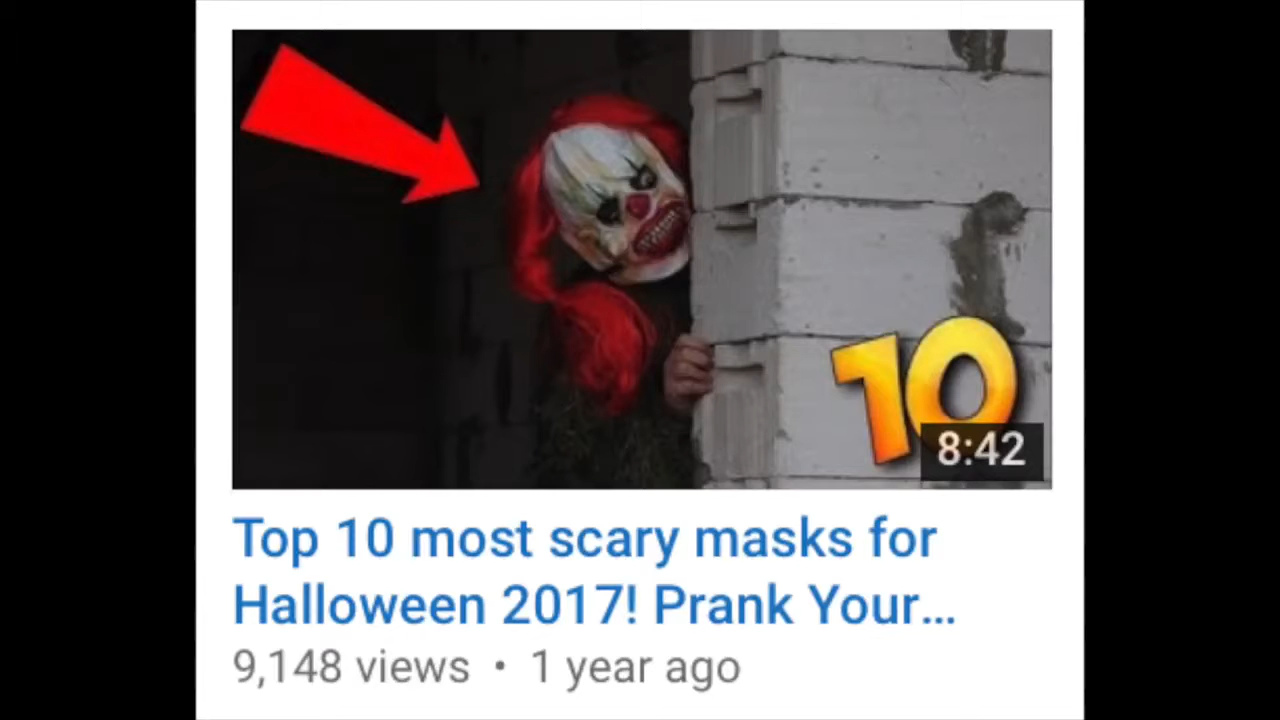 10
8:42
Top 10 most scary masks for
Halloween 2017! Prank Your...
9,148 views • 1 year ago